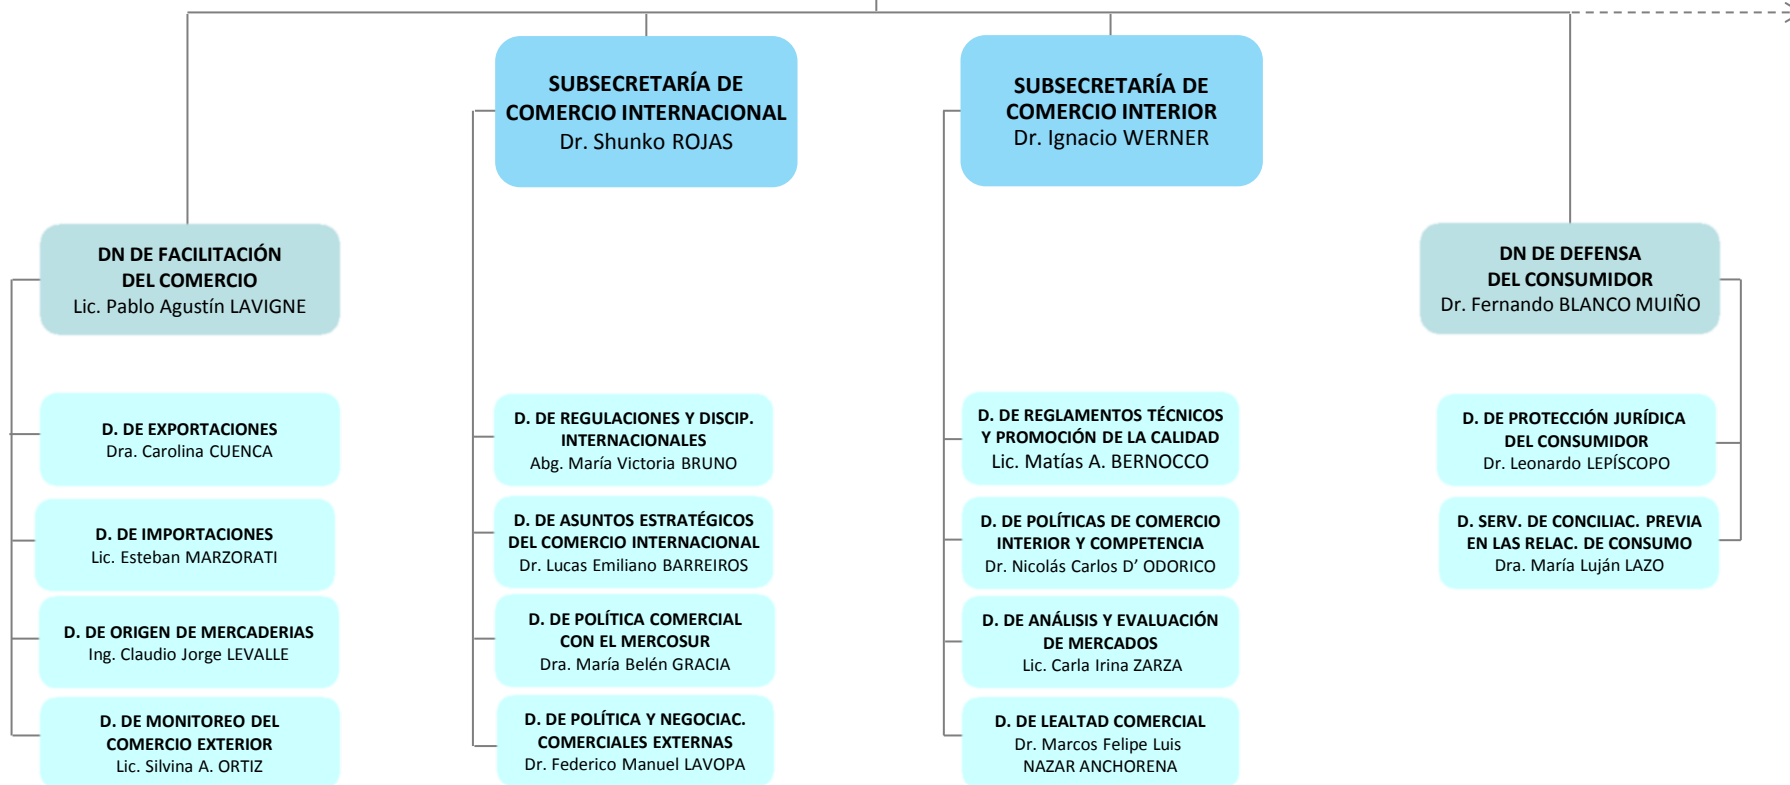 SUBSECRETARÍA DE
COMERCIO INTERNACIONAL
Dr. Shunko ROJAS
SUBSECRETARÍA DE
COMERCIO INTERIOR
Dr. Ignacio WERNER
DN DE FACILITACIÓN
DEL COMERCIO
Lic. Pablo Agustín LAVIGNE
DN DE DEFENSA
DEL CONSUMIDOR
Dr. Fernando BLANCO MUIÑO
D. DE EXPORTACIONES
Dra. Carolina CUENCA
D. DE IMPORTACIONES
Lic. Esteban MARZORATI
D. DE ORIGEN DE MERCADERIAS
Ing. Claudio Jorge LEVALLE
D. DE MONITOREO DEL
COMERCIO EXTERIOR
Lic. Silvina A. ORTIZ
D. DE REGULACIONES Y DISCIP.
INTERNACIONALES
Abg. María Victoria BRUNO
D. DE ASUNTOS ESTRATÉGICOS
DEL COMERCIO INTERNACIONAL
Dr. Lucas Emiliano BARREIROS
D. DE POLÍTICA COMERCIAL
CON EL MERCOSUR
Dra. María Belén GRACIA
D. DE POLÍTICA Y NEGOCIAC.
COMERCIALES EXTERNAS
Dr. Federico Manuel LAVOPA
D. DE REGLAMENTOS TÉCNICOS
Y PROMOCIÓN DE LA CALIDAD
Lic. Matías A. BERNOCCO
D. DE POLÍTICAS DE COMERCIO
INTERIOR Y COMPETENCIA
Dr. Nicolás Carlos D’ ODORICO
D. DE ANÁLISIS Y EVALUACIÓN
DE MERCADOS
Lic. Carla Irina ZARZA
D. DE LEALTAD COMERCIAL
Dr. Marcos Felipe Luis
NAZAR ANCHORENA
D. DE PROTECCIÓN JURÍDICA
DEL CONSUMIDOR
Dr. Leonardo LEPÍSCOPO
D. SERV. DE CONCILIAC. PREVIA
EN LAS RELAC. DE CONSUMO
Dra. María Luján LAZO